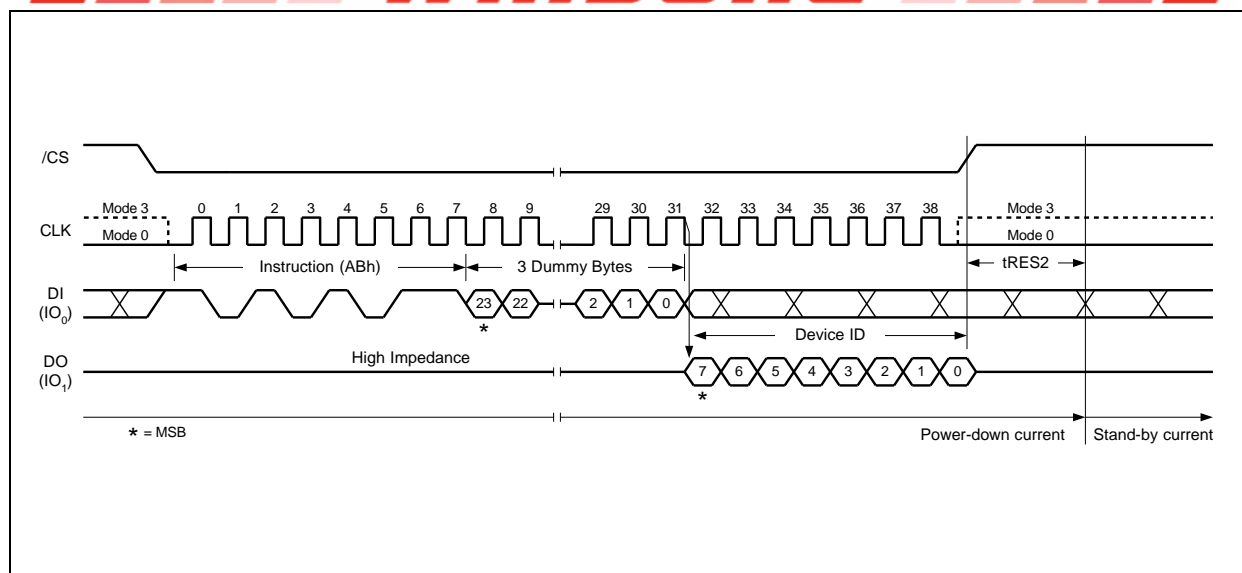 /CS
Mode 3
0 1 2 3 4 5 6 7 8 9 29 30 31 32 33 34 35 36 37 38
Mode 3
CLK
Mode 0
Mode 0
Instruction (ABh)
3 Dummy Bytes
tRES2
DI
(IO0)
23 22 2 1 0
*
Device ID
High Impedance
DO
(IO1)
7 6 5 4 3 2 1 0
*
* = MSB
Power-down current
Stand-by current